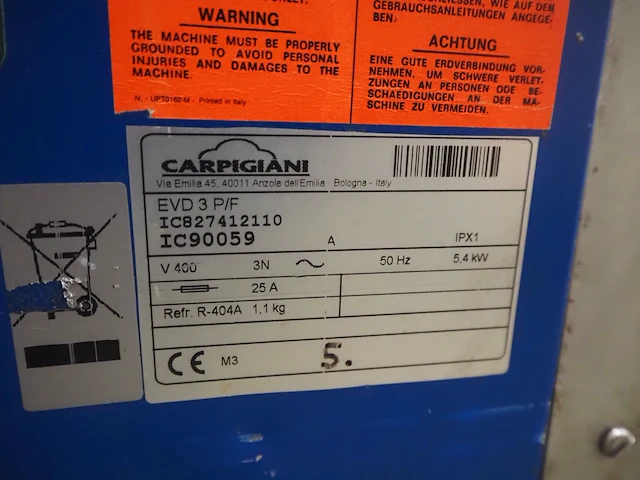 WARNING
THE MACHINE MUST BE PROPERLY
GROUNDED TO AVOID PERSONAL
INJURIES AND DAMAGES TO THE
MACHINE
N. - UPT0162-M - Printed in Italy
GEBRAUCHSANLEITUNGEN ANGEGE-
BEN.
ACHTUNG
EINE GUTE ERDVERBINDUNG VOR-
NEHMEN, UM SCHWERE VERLET-
ZUNGEN AN PERSONEN ODE BE-
SCHAEDIGUNGEN AN DER MA-
SCHINE ZU VERMEIDEN.
CARPIGIANI
Via Emilia 45, 40011 Anzola dell'Emilia Bologna - Italy
EVD 3 P/F
IC827412110
IC90059 A IPX1
V 400 3N 50 Hz 5,4 kW
25 A
Refr. R-404A 1,1 kg
CE M3 5.